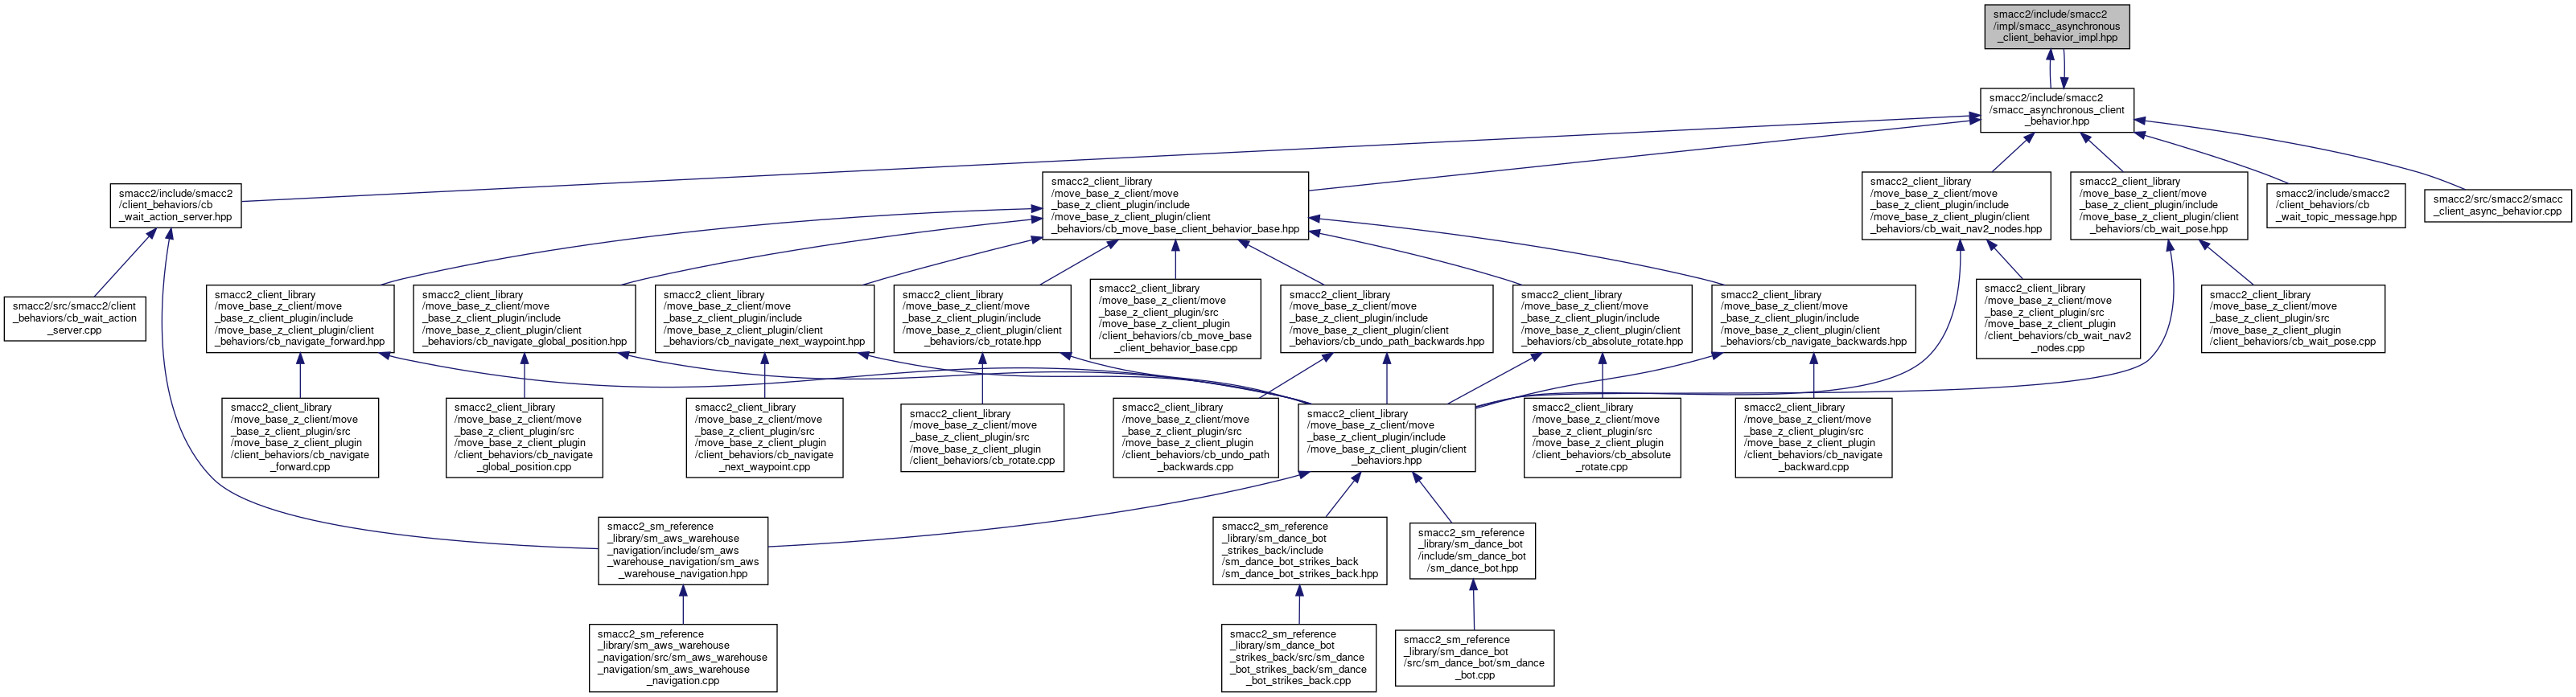 smacc2/include/smacc2
/impl/smacc_asynchronous
_client_behavior_impl.hpp
smacc2/include/smacc2
/smacc_asynchronous_client
_behavior.hpp
smacc2/include/smacc2
/client_behaviors/cb
_wait_action_server.hpp
smacc2_client_library
/move_base_z_client/move
_base_z_client_plugin/include
/move_base_z_client_plugin/client
_behaviors/cb_move_base_client_behavior_base.hpp
smacc2_client_library
/move_base_z_client/move
_base_z_client_plugin/include
/move_base_z_client_plugin/client
_behaviors/cb_wait_nav2_nodes.hpp
smacc2_client_library
/move_base_z_client/move
_base_z_client_plugin/include
/move_base_z_client_plugin/client
_behaviors/cb_wait_pose.hpp
smacc2/include/smacc2
/client_behaviors/cb
_wait_topic_message.hpp
smacc2/src/smacc2/smacc
_client_async_behavior.cpp
smacc2/src/smacc2/client
_behaviors/cb_wait_action
_server.cpp
smacc2_client_library
/move_base_z_client/move
_base_z_client_plugin/include
/move_base_z_client_plugin/client
_behaviors/cb_navigate_forward.hpp
smacc2_client_library
/move_base_z_client/move
_base_z_client_plugin/include
/move_base_z_client_plugin/client
_behaviors/cb_navigate_global_position.hpp
smacc2_client_library
/move_base_z_client/move
_base_z_client_plugin/include
/move_base_z_client_plugin/client
_behaviors/cb_navigate_next_waypoint.hpp
smacc2_client_library
/move_base_z_client/move
_base_z_client_plugin/include
/move_base_z_client_plugin/client
_behaviors/cb_rotate.hpp
smacc2_client_library
/move_base_z_client/move
_base_z_client_plugin/src
/move_base_z_client_plugin
/client_behaviors/cb_move_base
_client_behavior_base.cpp
smacc2_client_library
/move_base_z_client/move
_base_z_client_plugin/include
/move_base_z_client_plugin/client
_behaviors/cb_undo_path_backwards.hpp
smacc2_client_library
/move_base_z_client/move
_base_z_client_plugin/include
/move_base_z_client_plugin/client
_behaviors/cb_absolute_rotate.hpp
smacc2_client_library
/move_base_z_client/move
_base_z_client_plugin/include
/move_base_z_client_plugin/client
_behaviors/cb_navigate_backwards.hpp
smacc2_client_library
/move_base_z_client/move
_base_z_client_plugin/src
/move_base_z_client_plugin
/client_behaviors/cb_wait_nav2
_nodes.cpp
smacc2_client_library
/move_base_z_client/move
_base_z_client_plugin/src
/move_base_z_client_plugin
/client_behaviors/cb_wait_pose.cpp
smacc2_client_library
/move_base_z_client/move
_base_z_client_plugin/src
/move_base_z_client_plugin
/client_behaviors/cb_navigate
_forward.cpp
smacc2_client_library
/move_base_z_client/move
_base_z_client_plugin/src
/move_base_z_client_plugin
/client_behaviors/cb_navigate
_global_position.cpp
smacc2_client_library
/move_base_z_client/move
_base_z_client_plugin/src
/move_base_z_client_plugin
/client_behaviors/cb_navigate
_next_waypoint.cpp
smacc2_client_library
/move_base_z_client/move
_base_z_client_plugin/src
/move_base_z_client_plugin
/client_behaviors/cb_rotate.cpp
smacc2_client_library
/move_base_z_client/move
_base_z_client_plugin/src
/move_base_z_client_plugin
/client_behaviors/cb_undo_path
_backwards.cpp
smacc2_client_library
/move_base_z_client/move
_base_z_client_plugin/include
/move_base_z_client_plugin/client
_behaviors.hpp
smacc2_client_library
/move_base_z_client/move
_base_z_client_plugin/src
/move_base_z_client_plugin
/client_behaviors/cb_absolute
_rotate.cpp
smacc2_client_library
/move_base_z_client/move
_base_z_client_plugin/src
/move_base_z_client_plugin
/client_behaviors/cb_navigate
_backward.cpp
smacc2_sm_reference
_library/sm_aws_warehouse
_navigation/include/sm_aws
_warehouse_navigation/sm_aws
_warehouse_navigation.hpp
smacc2_sm_reference
_library/sm_dance_bot
_strikes_back/include
/sm_dance_bot_strikes_back
/sm_dance_bot_strikes_back.hpp
smacc2_sm_reference
_library/sm_dance_bot
/include/sm_dance_bot
/sm_dance_bot.hpp
smacc2_sm_reference
_library/sm_aws_warehouse
_navigation/src/sm_aws_warehouse
_navigation/sm_aws_warehouse
_navigation.cpp
smacc2_sm_reference
_library/sm_dance_bot
_strikes_back/src/sm_dance
_bot_strikes_back/sm_dance
_bot_strikes_back.cpp
smacc2_sm_reference
_library/sm_dance_bot
/src/sm_dance_bot/sm_dance
_bot.cpp